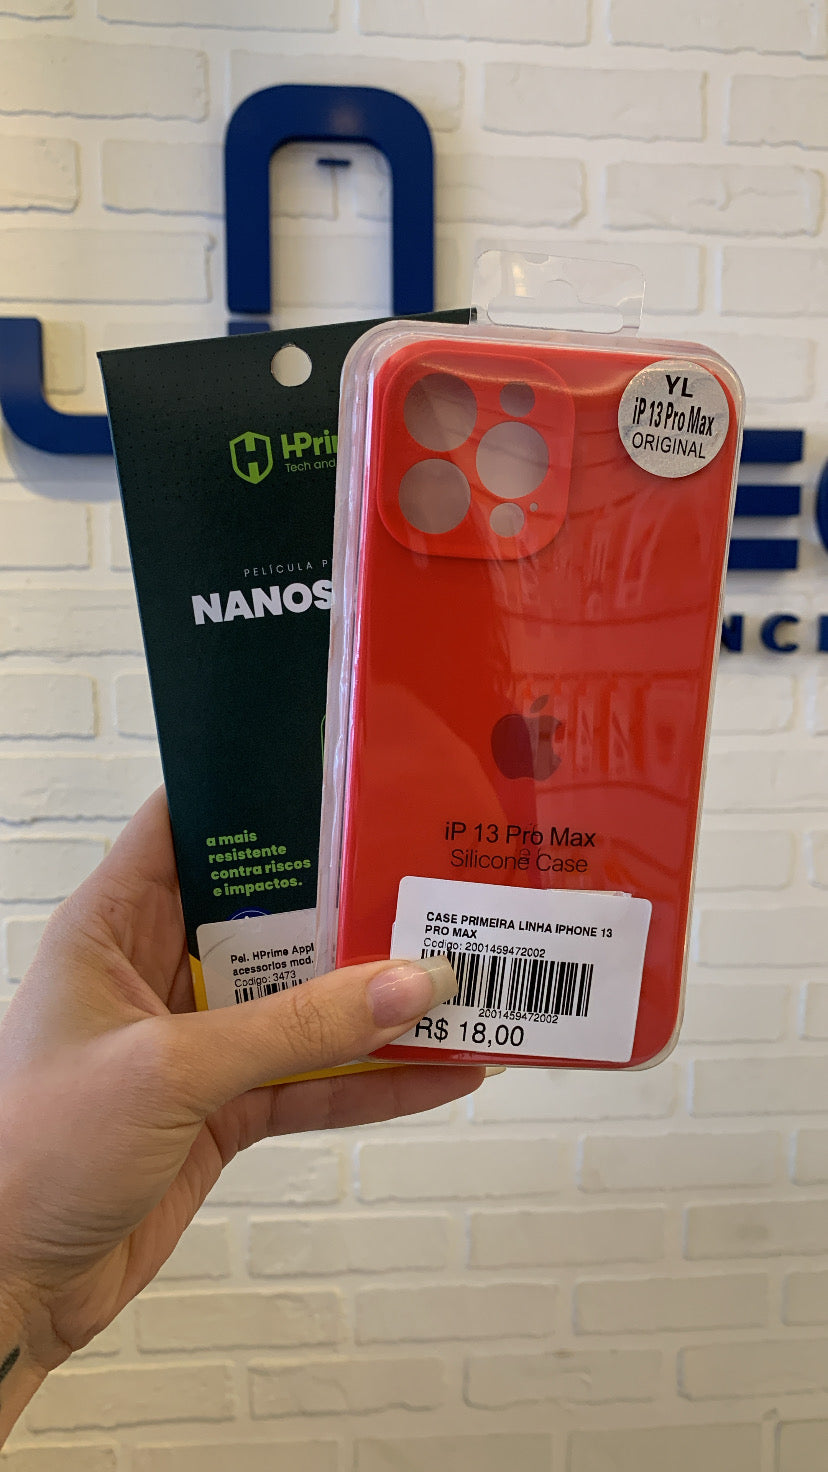 HPri
Tech and
PELÍCULA P
NANOS
a mais
resistente
contra riscos
e impactos.
Pel. HPrime Appl
acessorios mod.
Codigo: 3473
YL
iP 13 Pro Max
ORIGINAL
iP 13 Pro Max
Silicone Case
CASE PRIMEIRA LINHA IPHONE 13
PRO MAX
Codigo: 2001459472002
2001459472002
R$ 18,00